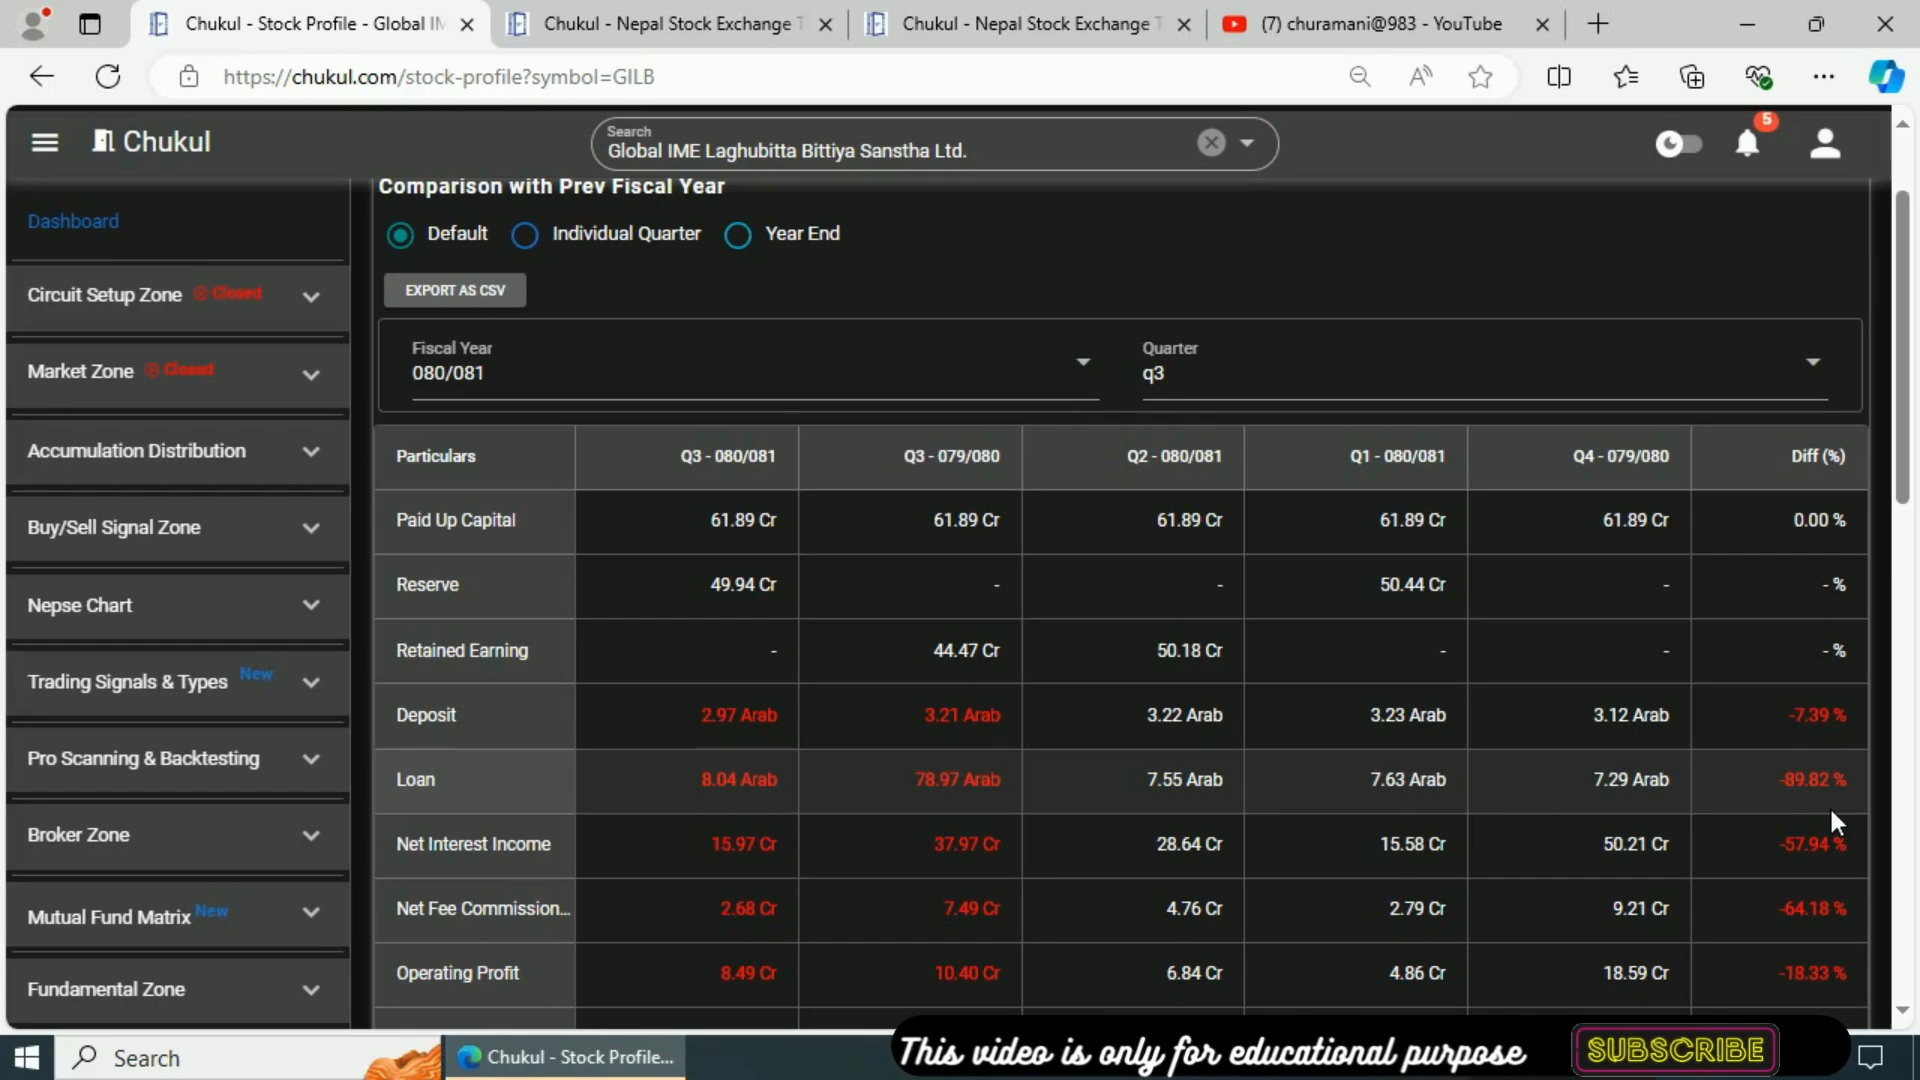 Chukul - Stock Profile - Global IM
Chukul - Nepal Stock Exchange T
Chukul - Nepal Stock Exchange T
(7) churamani@983 - YouTube
https://chukul.com/stock-profile?symbol=GILB
Chukul
Search
Global IME Laghubitta Bittiya Sanstha Ltd.
5
Dashboard
Circuit Setup Zone Closed
Market Zone Closed
Accumulation Distribution
Buy/Sell Signal Zone
Nepse Chart
Trading Signals & Types New
Pro Scanning & Backtesting
Broker Zone
Mutual Fund Matrix New
Fundamental Zone
Comparison with Prev Fiscal Year
Default Individual Quarter Year End
EXPORT AS CSV
Fiscal Year
080/081
Quarter
q3
Particulars Q3 - 080/081 Q3 - 079/080 Q2 - 080/081 Q1 - 080/081 Q4 - 079/080 Diff (%)
Paid Up Capital 61.89 Cr 61.89 Cr 61.89 Cr 61.89 Cr 61.89 Cr 0.00 %
Reserve 49.94 Cr - - 50.44 Cr - - %
Retained Earning - 44.47 Cr 50.18 Cr - - - %
Deposit 2.97 Arab 3.21 Arab 3.22 Arab 3.23 Arab 3.12 Arab -7.39 %
Loan 8.04 Arab 78.97 Arab 7.55 Arab 7.63 Arab 7.29 Arab -89.82 %
Net Interest Income 15.97 Cr 37.97 Cr 28.64 Cr 15.58 Cr 50.21 Cr -57.94 %
Net Fee Commission... 2.68 Cr 7.49 Cr 4.76 Cr 2.79 Cr 9.21 Cr -64.18 %
Operating Profit 8.49 Cr 10.40 Cr 6.84 Cr 4.86 Cr 18.59 Cr -18.33 %
Search
Chukul - Stock Profile...
This video is only for educational purpose
SUBSCRIBE